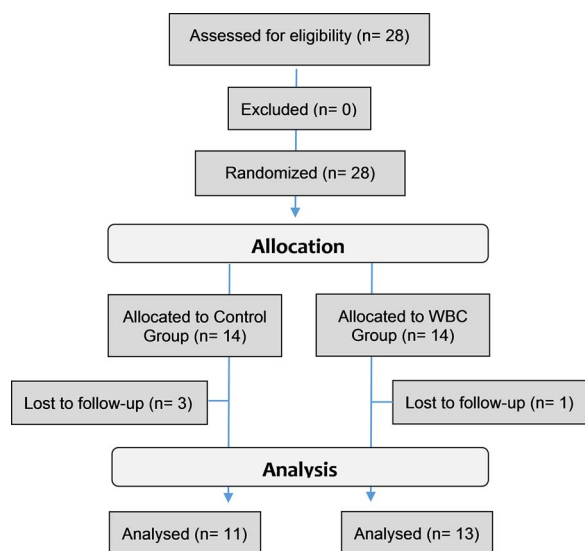 Assessed for eligibility (n= 28)
Excluded (n= 0)
Randomized (n= 28)
Allocation
Allocated to Control
Group (n= 14)
Allocated to WBC
Group (n= 14)
Lost to follow-up (n= 3)
Lost to follow-up (n= 1)
Analysis
Analysed (n= 11)
Analysed (n= 13)